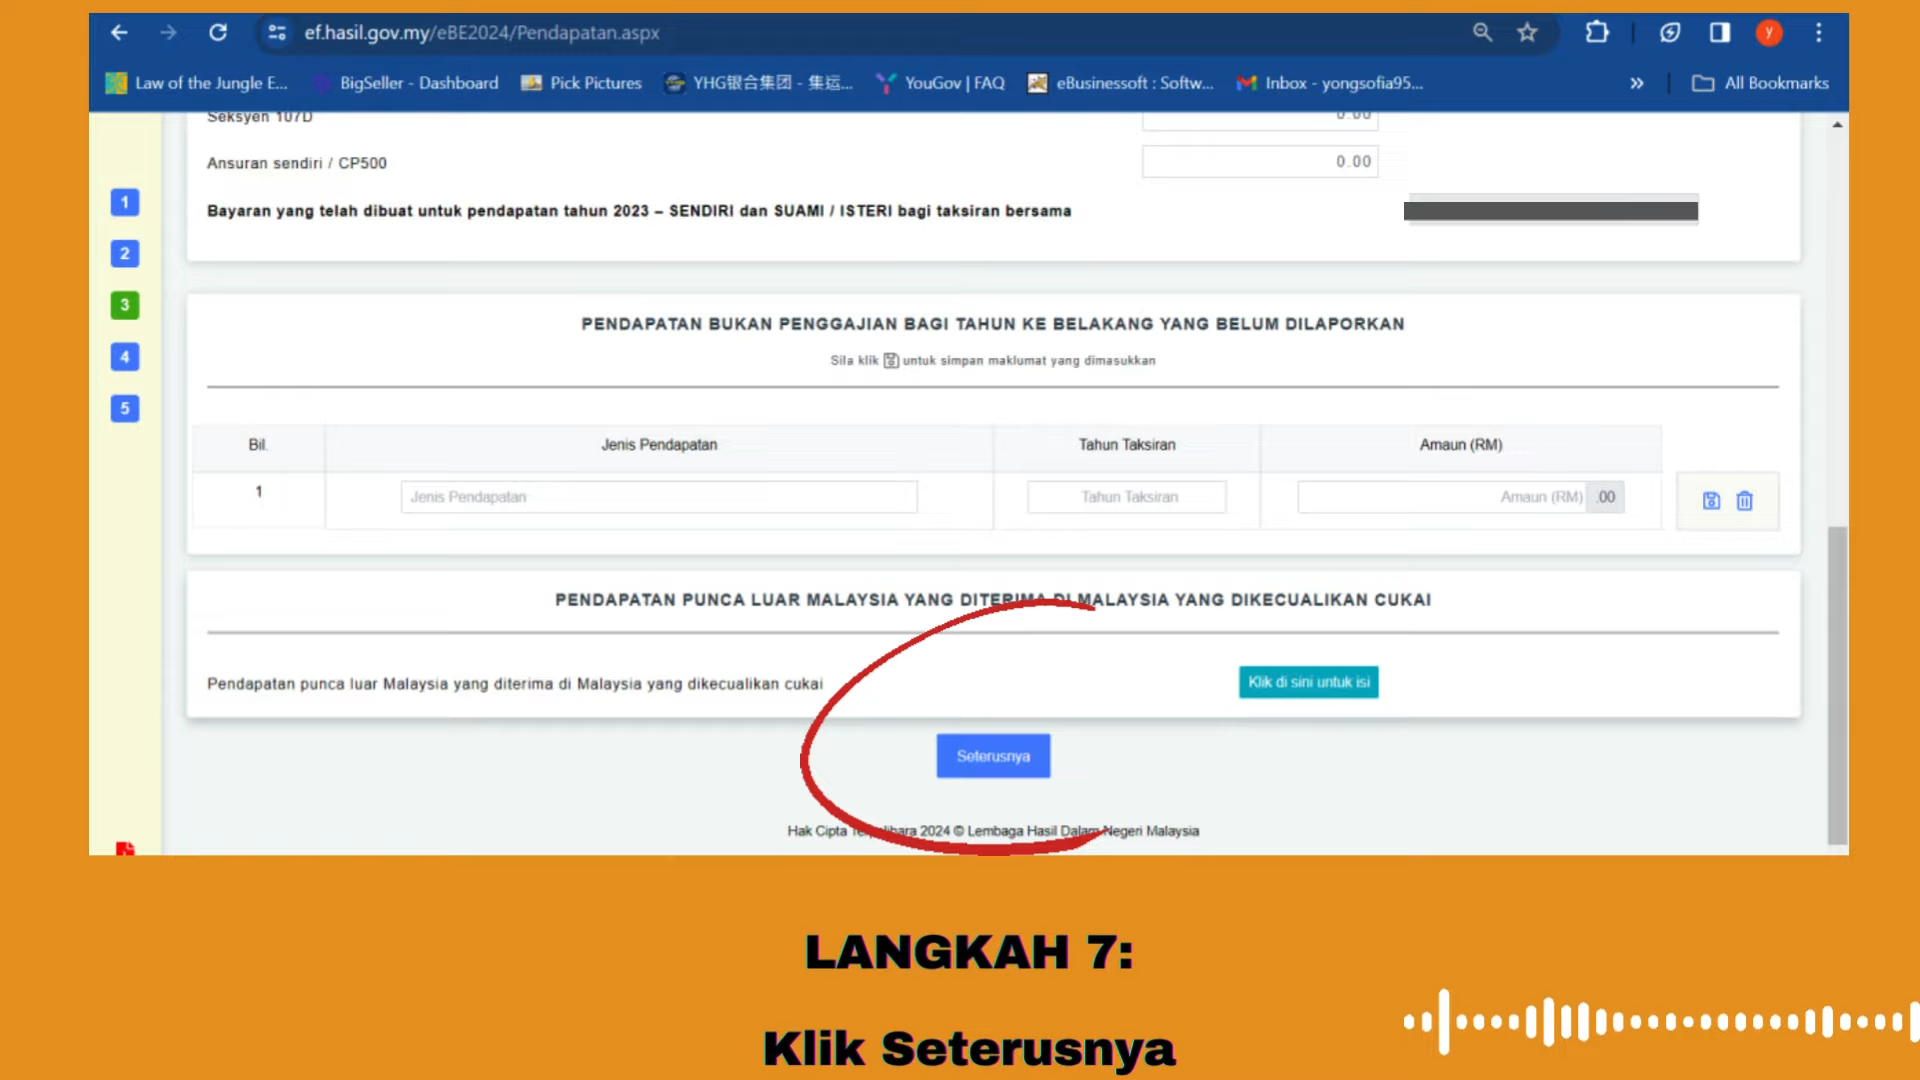 ef.hasil.gov.my/eBE2024/Pendapatan.aspx
y
Law of the Jungle E...
BigSeller - Dashboard
Pick Pictures
YHG银合集团 - 集运...
YouGov | FAQ
eBusinessoft : Softw...
Inbox - yongsofia95...
All Bookmarks
Seksyen 107D
0.00
Ansuran sendiri / CP500
0.00
Bayaran yang telah dibuat untuk pendapatan tahun 2023 – SENDIRI dan SUAMI / ISTERI bagi taksiran bersama
1
2
3
4
5
PENDAPATAN BUKAN PENGGAJIAN BAGI TAHUN KE BELAKANG YANG BELUM DILAPORKAN
Sila klik untuk simpan maklumat yang dimasukkan
Bil. Jenis Pendapatan Tahun Taksiran Amaun (RM)
1 Jenis Pendapatan Tahun Taksiran Amaun (RM) .00
PENDAPATAN PUNCA LUAR MALAYSIA YANG DITERIMA DI MALAYSIA YANG DIKECUALIKAN CUKAI
Pendapatan punca luar Malaysia yang diterima di Malaysia yang dikecualikan cukai
Klik di sini untuk isi
Seterusnya
Hak Cipta Terpelihara 2024 © Lembaga Hasil Dalam Negeri Malaysia
LANGKAH 7:
Klik Seterusnya